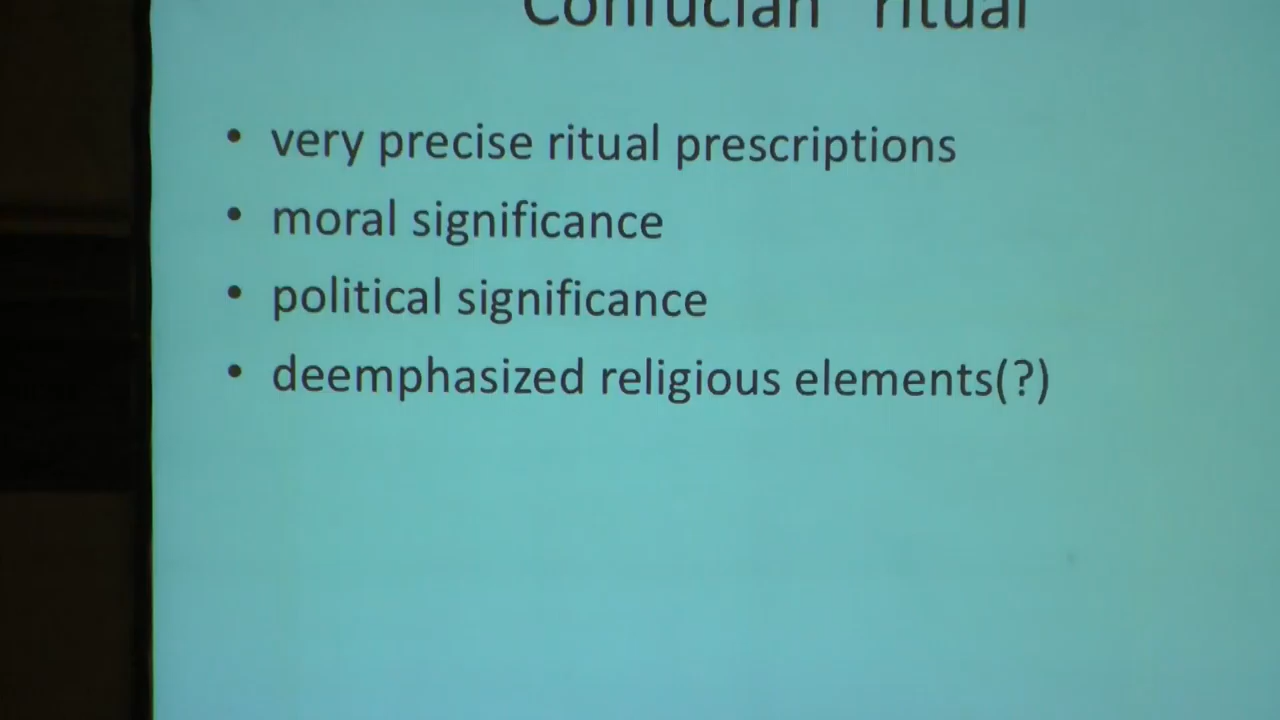 Confucian ritual
• very precise ritual prescriptions
• moral significance
• political significance
• deemphasized religious elements(?)